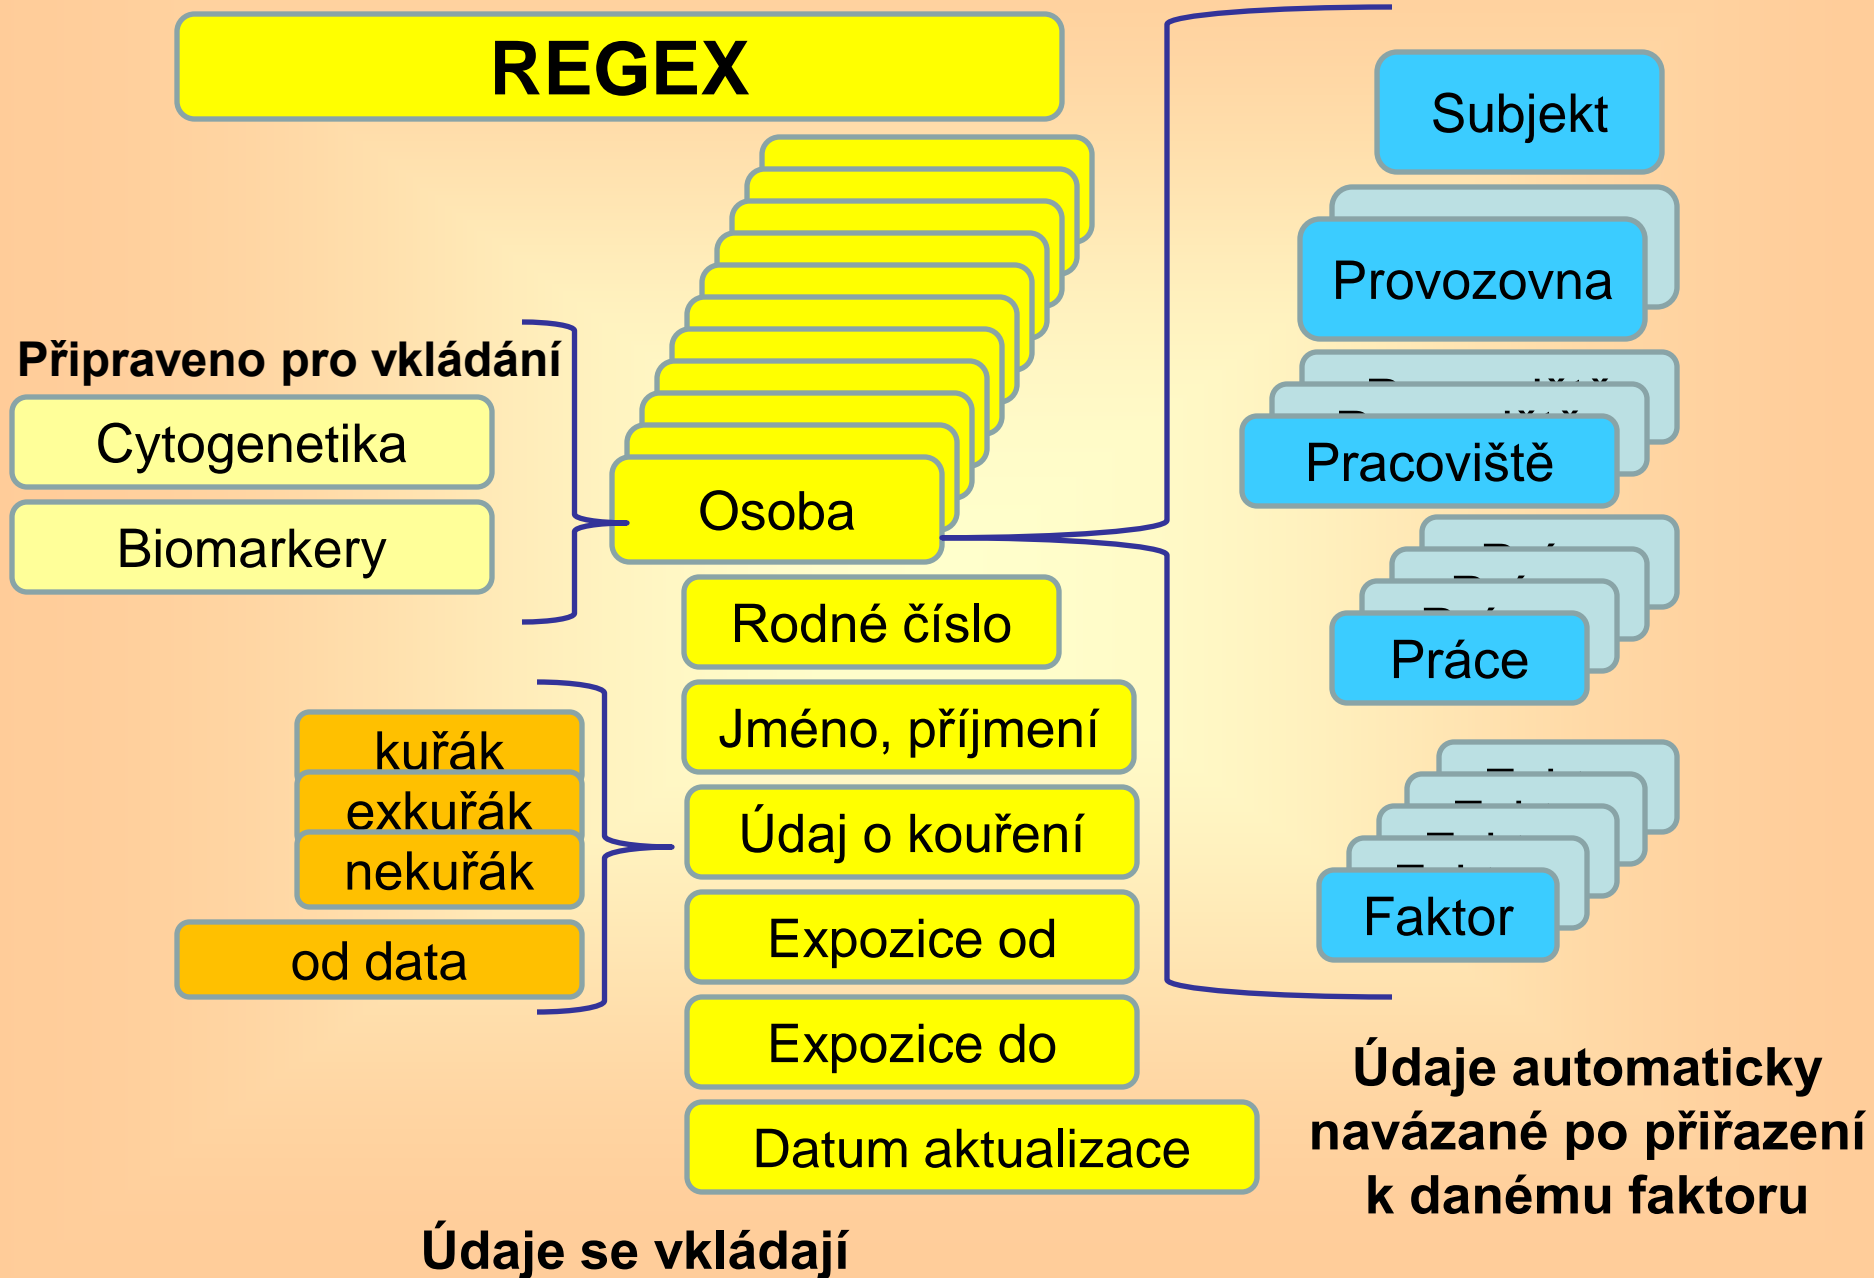 REGEX
Připraveno pro vkládání
Cytogenetika
Biomarkery
Osoba
Rodné číslo
Jméno, příjmení
Údaj o kouření
Expozice od
Expozice do
Datum aktualizace
kuřák
exkuřák
nekuřák
od data
Údaje se vkládají
Subjekt
Provozovna
Pracoviště
Práce
Faktor
Údaje automaticky
navázané po přiřazení
k danému faktoru